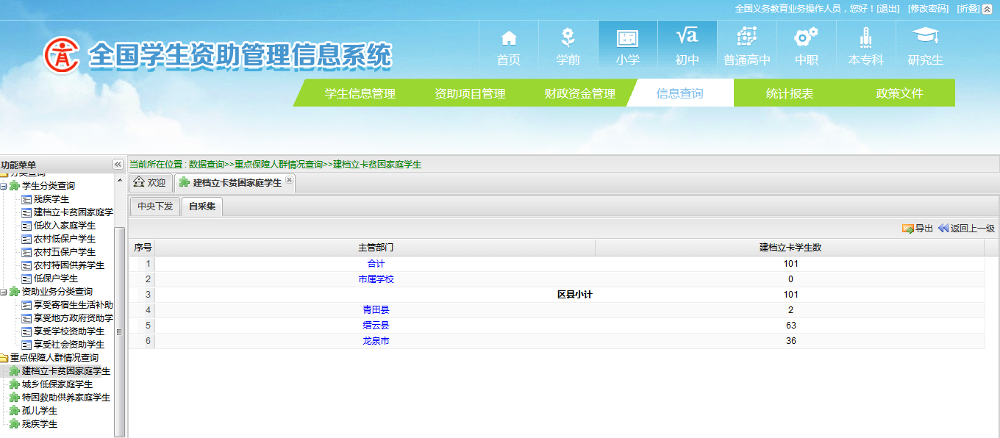 全国义务教育业务操作人员，您好！[退出] [修改密码] [折叠]
全国学生资助管理信息系统
首页 学前 小学 初中 普通高中 中职 本专科 研究生
学生信息管理 资助项目管理 财政资金管理 信息查询 统计报表 政策文件
功能菜单
当前所在位置 : 数据查询>>重点保障人群情况查询>>建档立卡贫困家庭学生
分类查询
学生分类查询
残疾学生
建档立卡贫困家庭学
低收入家庭学生
农村低保户学生
农村五保户学生
农村特困供养学生
低保户学生
资助业务分类查询
享受寄宿生生活补助
享受地方政府资助学
享受学校资助学生
享受社会资助学生
重点保障人群情况查询
建档立卡贫困家庭学生
城乡低保家庭学生
特困救助供养家庭学生
孤儿学生
残疾学生
欢迎 建档立卡贫困家庭学生
中央下发 自采集
导出 返回上一级
序号 主管部门 建档立卡学生数
1 合计 101
2 市属学校 0
3 区县小计 101
4 青田县 2
5 缙云县 63
6 龙泉市 36